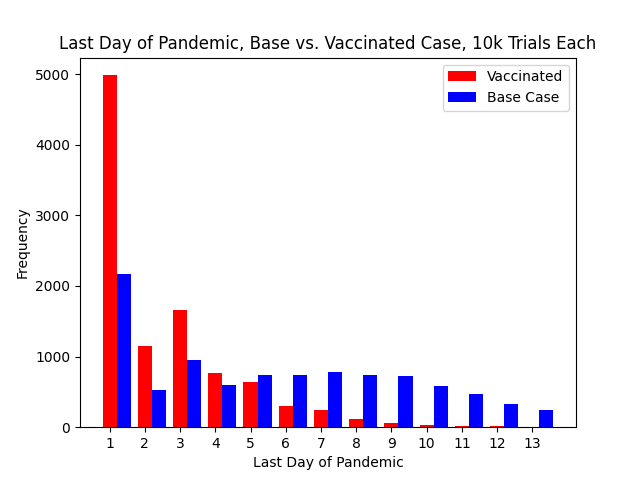 Last Day of Pandemic, Base vs. Vaccinated Case, 10k Trials Each
Vaccinated
Base Case
5000
4000
3000
2000
1000
0
Frequency
1 2 3 4 5 6 7 8 9 10 11 12 13
Last Day of Pandemic